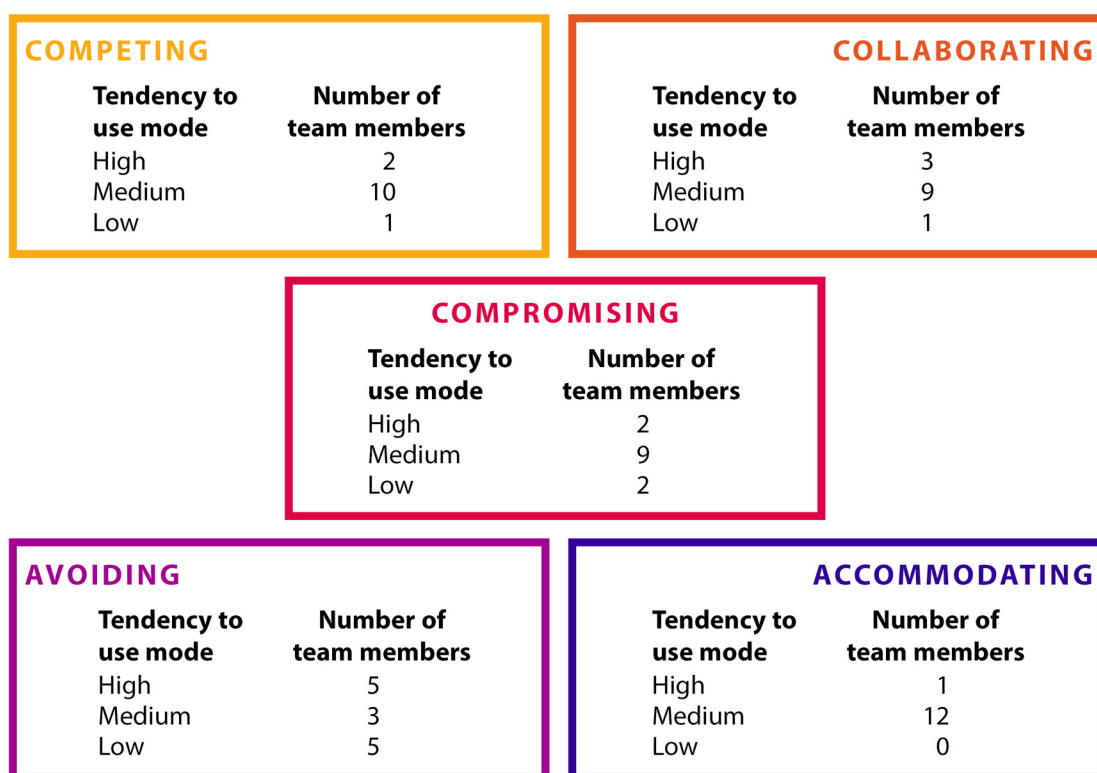 COMPETING
Tendency to use mode Number of team members
High 2
Medium 10
Low 1
COLLABORATING
Tendency to use mode Number of team members
High 3
Medium 9
Low 1
COMPROMISING
Tendency to use mode Number of team members
High 2
Medium 9
Low 2
AVOIDING
Tendency to use mode Number of team members
High 5
Medium 3
Low 5
ACCOMMODATING
Tendency to use mode Number of team members
High 1
Medium 12
Low 0